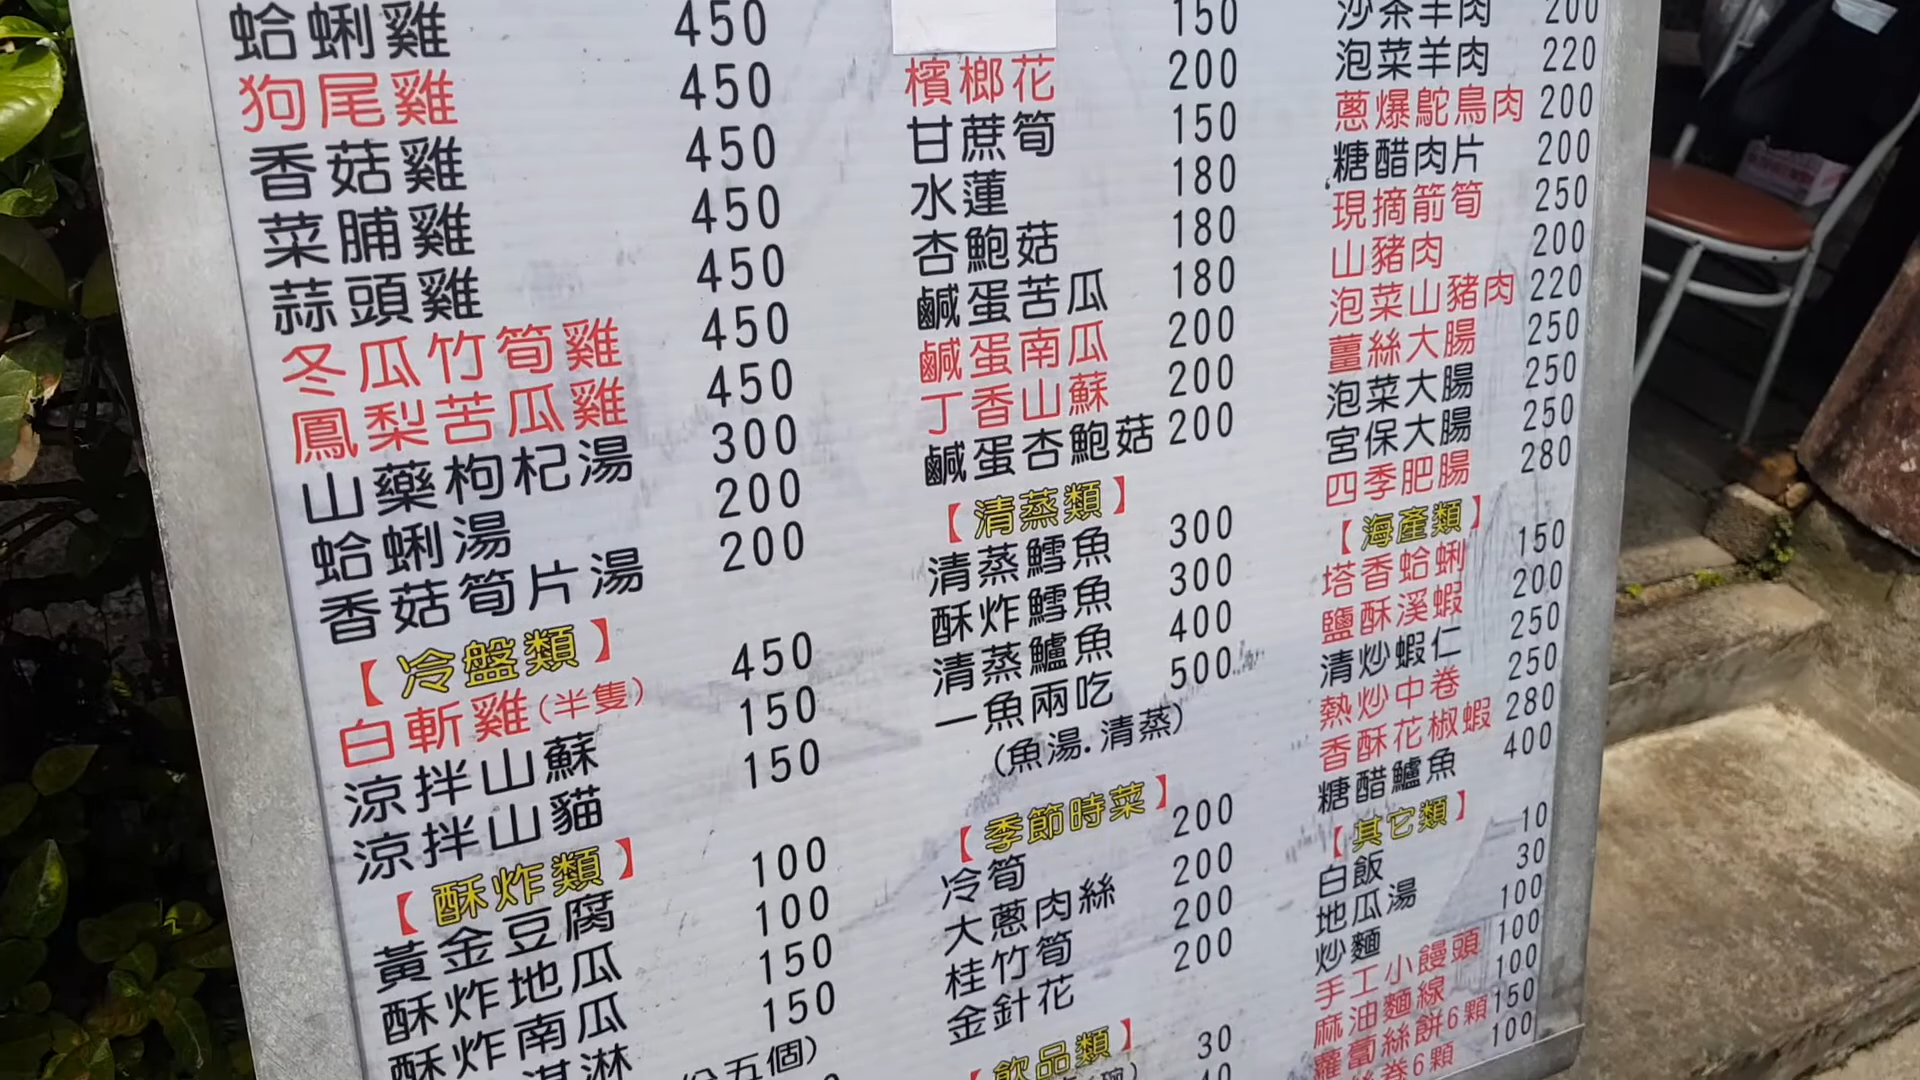 蛤蜊雞 450
狗尾雞 450
香菇雞 450
菜脯雞 450
蒜頭雞 450
冬瓜竹筍雞 450
鳳梨苦瓜雞 450
山藥枸杞湯 300
蛤蜊湯 200
香菇筍片湯 200
【冷盤類】
白斬雞(半隻) 450
涼拌山蘇 150
涼拌山貓 150
【酥炸類】
黃金豆腐 100
酥炸地瓜 100
酥炸南瓜 150
淇淋 150
五個)
150
檳榔花 200
甘蔗筍 150
水蓮 180
杏鮑菇 180
鹹蛋苦瓜 180
鹹蛋南瓜 200
丁香山蘇 200
鹹蛋杏鮑菇 200
【清蒸類】
清蒸鱈魚 300
酥炸鱈魚 300
清蒸鱸魚 400
一魚兩吃 500
(魚湯.清蒸)
【季節時菜】
冷筍 200
大蔥肉絲 200
桂竹筍 200
金針花 200
【飲品類】
30
40
沙茶羊肉 200
泡菜羊肉 220
蔥爆鴕鳥肉 200
糖醋肉片 200
現摘箭筍 250
山豬肉 200
泡菜山豬肉 220
薑絲大腸 250
泡菜大腸 250
宮保大腸 250
四季肥腸 280
【海產類】
塔香蛤蜊 150
鹽酥溪蝦 200
清炒蝦仁 250
熱炒中卷 250
香酥花椒蝦 280
糖醋鱸魚 400
【其它類】
白飯 10
地瓜湯 30
炒麵 100
手工小饅頭 100
麻油麵線 100
蘿蔔絲餅6顆 150
卷6顆 100